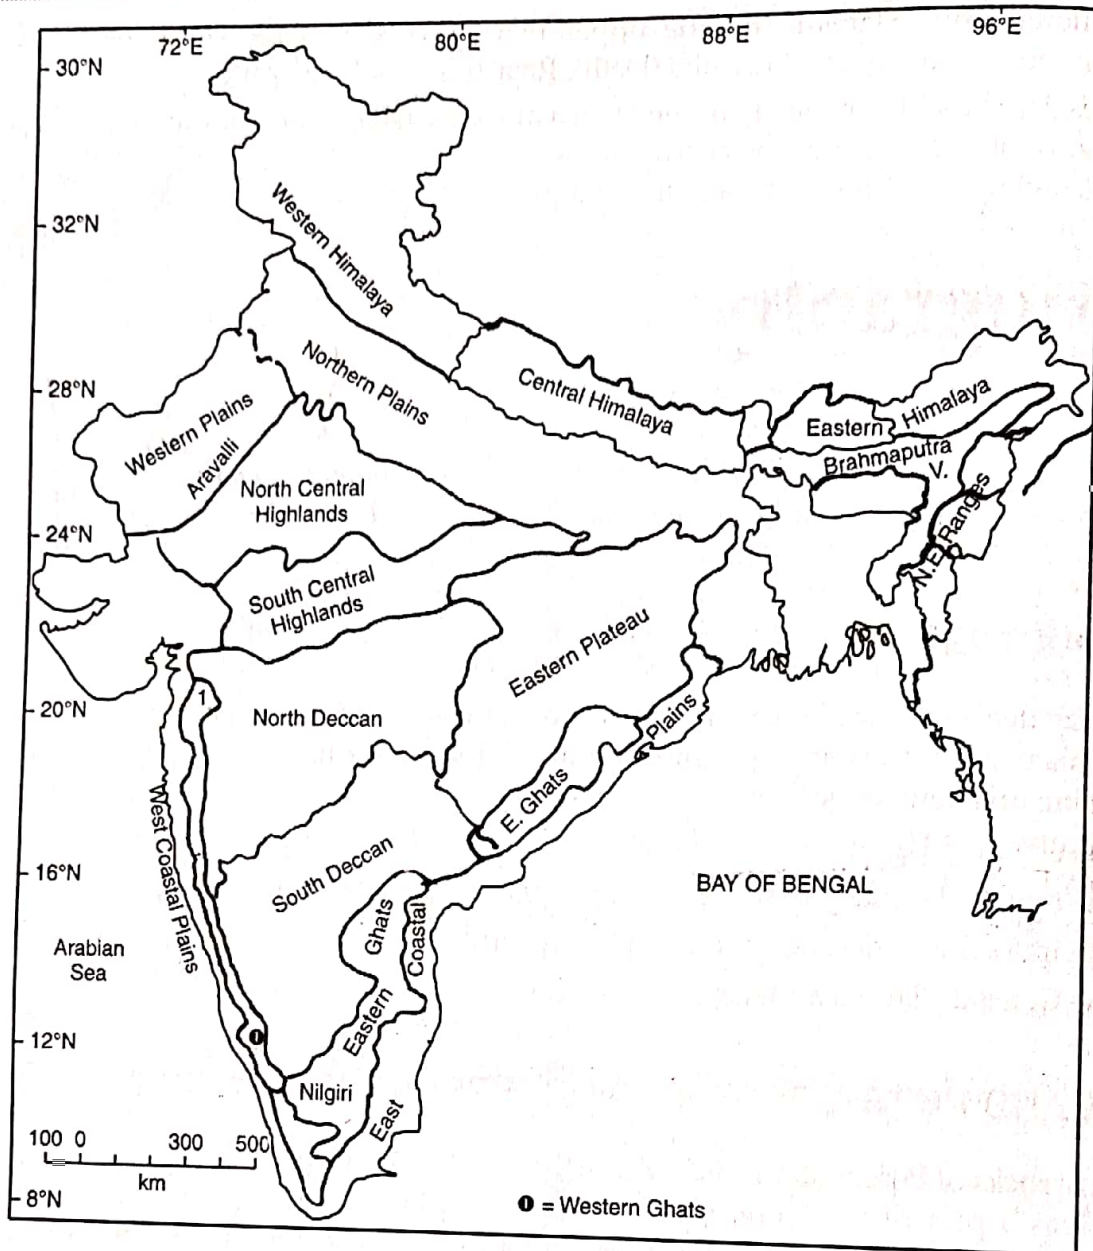 72°E
80°E
88°E
96°E
30°N
32°N
28°N
24°N
20°N
16°N
12°N
8°N
Western Himalaya
Northern Plains
Central Himalaya
Eastern Himalaya
Brahmaputra
V.
N.E. Ranges
Western Plains
Aravalli
North Central
Highlands
South Central
Highlands
Eastern Plateau
North Deccan
1
Plains
E. Ghats
West Coastal Plains
South Deccan
Ghats
Coastal
Eastern
East
Nilgiri
BAY OF BENGAL
Arabian
Sea
100 0 300 500
km
= Western Ghats